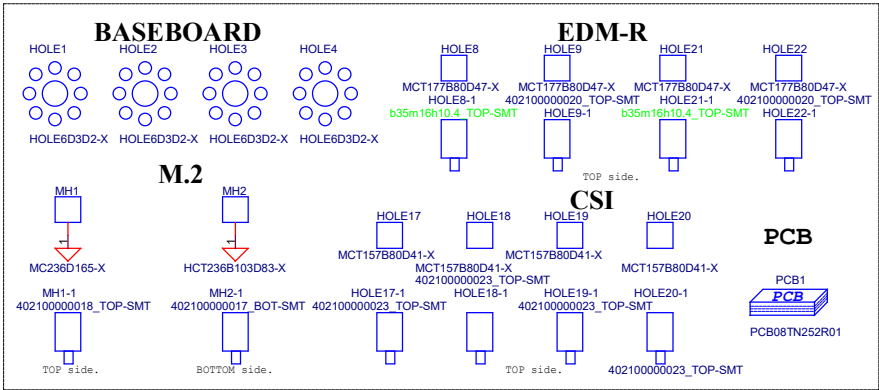 BASEBOARD
EDM-R
HOLE1 HOLE2 HOLE3 HOLE4
HOLE8 HOLE9 HOLE21 HOLE22
HOLE6D3D2-X HOLE6D3D2-X HOLE6D3D2-X HOLE6D3D2-X
MCT177B80D47-X MCT177B80D47-X MCT177B80D47-X MCT177B80D47-X
HOLE8-1 402100000020_TOP-SMT HOLE21-1 402100000020_TOP-SMT
b35m16h10.4_TOP-SMT HOLE9-1 b35m16h10.4_TOP-SMT HOLE22-1
TOP side.
M.2
MH1 MH2
1 1
MC236D165-X HCT236B103D83-X
MH1-1 MH2-1
402100000018_TOP-SMT 402100000017_BOT-SMT
TOP side. BOTTOM side.
CSI
HOLE17 HOLE18 HOLE19 HOLE20
MCT157B80D41-X MCT157B80D41-X
MCT157B80D41-X MCT157B80D41-X
402100000023_TOP-SMT
HOLE17-1 HOLE18-1 HOLE19-1 HOLE20-1
402100000023_TOP-SMT 402100000023_TOP-SMT
TOP side.
402100000023_TOP-SMT
PCB
PCB1
PCB
PCB08TN252R01